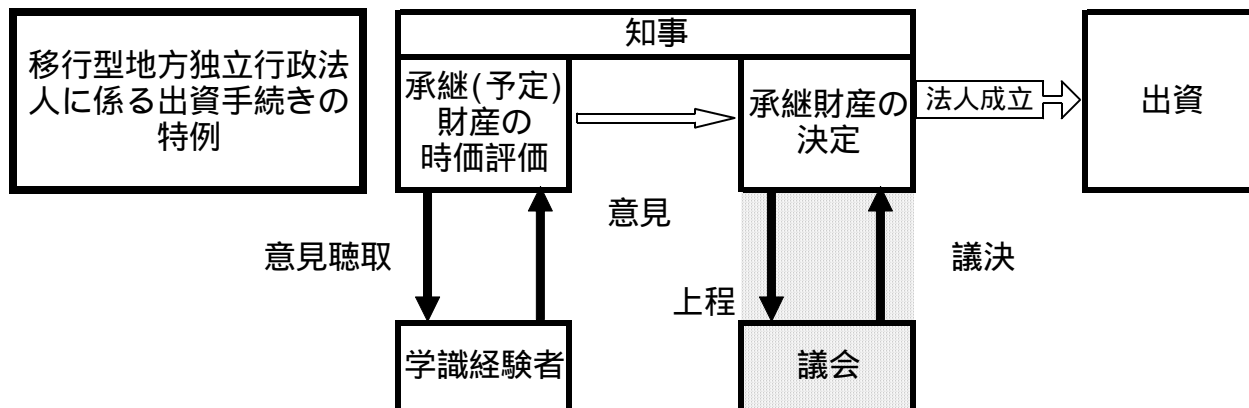 移行型地方独立行政法
人に係る出資手続きの
特例
知事
承継(予定)
財産の
時価評価
承継財産の
決定
法人成立
出資
意見聴取
意見
上程
議決
学識経験者
議会